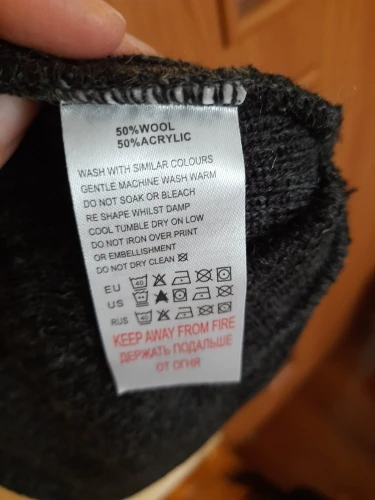 50%WOOL
50%ACRYLIC
WASH WITH SIMILAR COLOURS
GENTLE MACHINE WASH WARM
DO NOT SOAK OR BLEACH
RE SHAPE WHILST DAMP
COOL TUMBLE DRY ON LOW
DO NOT IRON OVER PRINT
OR EMBELLISHMENT
DO NOT DRY CLEAN
EU 40
US
RUS 40
KEEP AWAY FROM FIRE
ДЕРЖАТЬ ПОДАЛЬШЕ
ОТ ОГНЯ